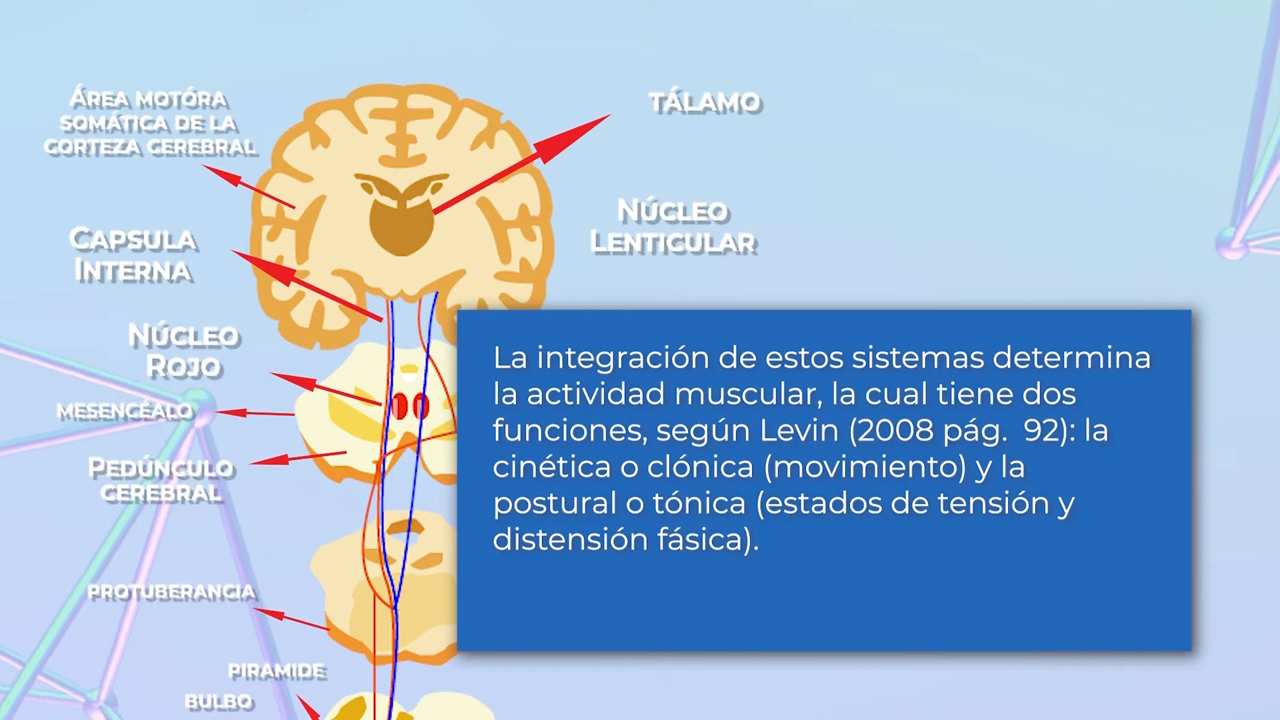 ÁREA MOTÓRA
SOMÁTICA DE LA
CORTEZA CEREBRAL
TÁLAMO
CAPSULA
INTERNA
NÚCLEO
LENTICULAR
NÚCLEO
ROJO
MESENCÉALO
PEDÚNCULO
CEREBRAL
PROTUBERANCIA
PIRAMIDE
BULBO
La integración de estos sistemas determina
la actividad muscular, la cual tiene dos
funciones, según Levin (2008 pág.  92): la
cinética o clónica (movimiento) y la
postural o tónica (estados de tensión y
distensión fásica).